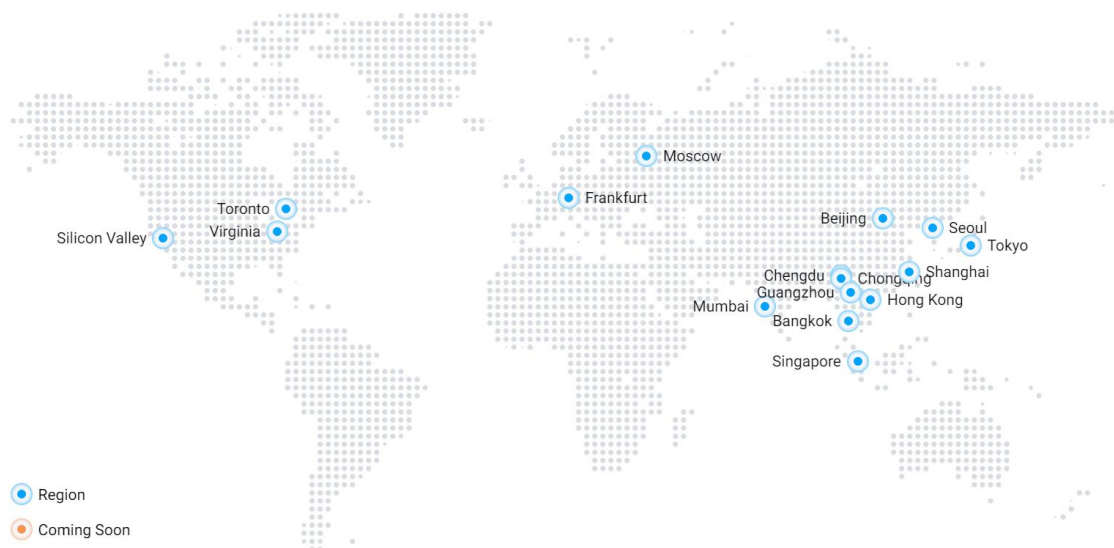 Moscow
Frankfurt
Toronto
Beijing
Virginia
Seoul
Silicon Valley
Tokyo
Shanghai
Chengdu
Chongqing
Guangzhou
Hong Kong
Mumbai
Bangkok
Singapore
Region
Coming Soon